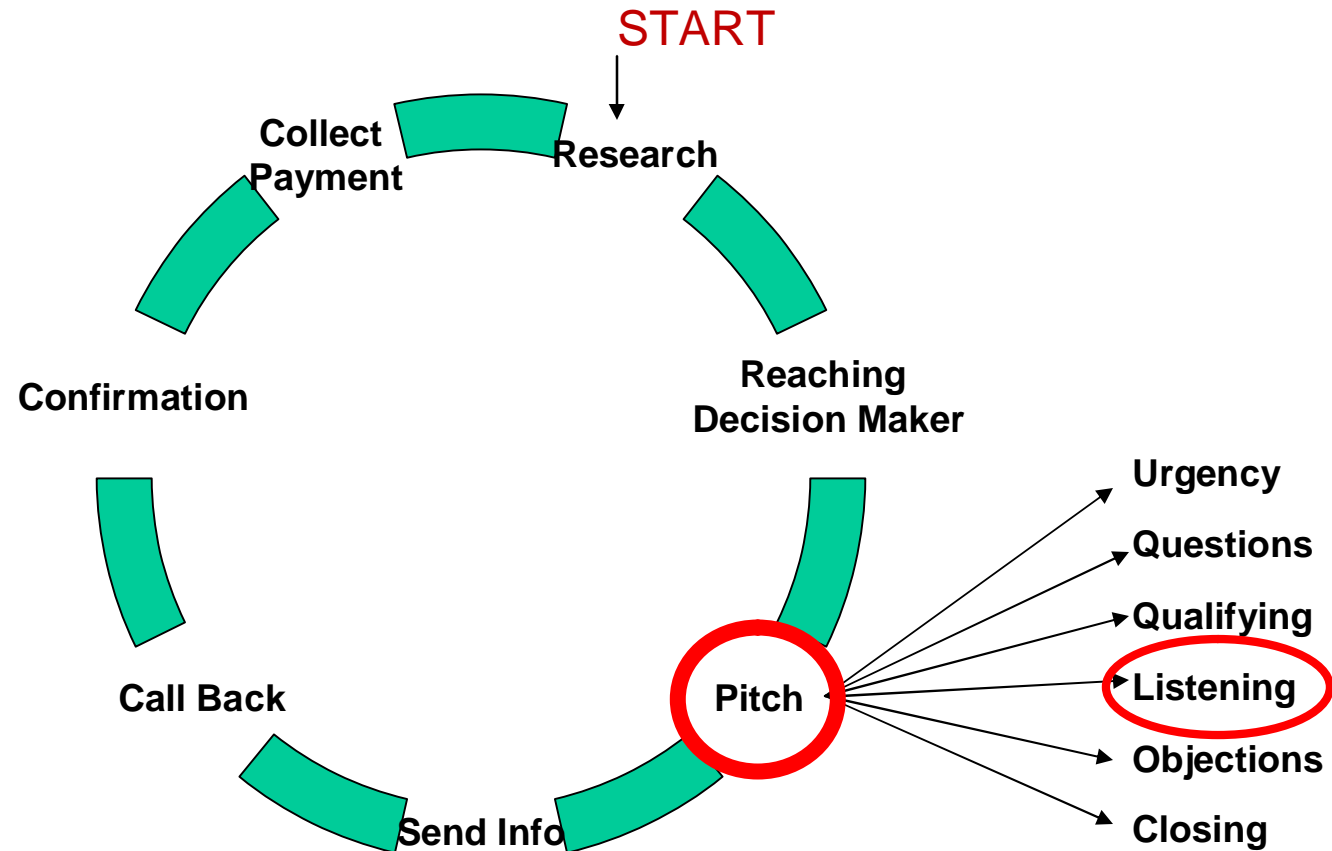 START
Research
Reaching
Decision Maker
Pitch
Urgency
Questions
Qualifying
Listening
Objections
Closing
Send Info
Call Back
Confirmation
Collect
Payment